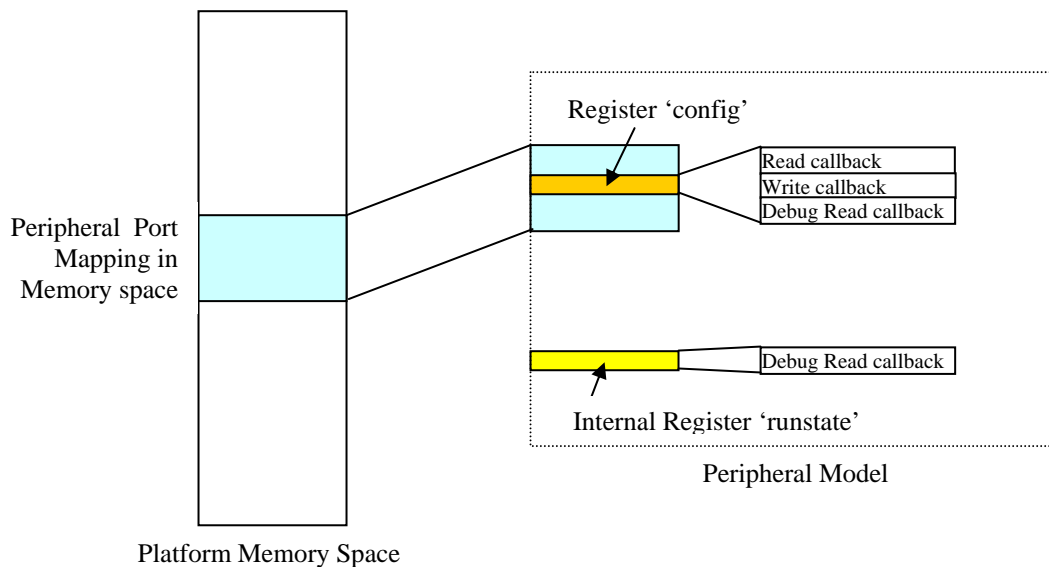 Register ‘config’
Read callback
Write callback
Debug Read callback
Peripheral Port
Mapping in
Memory space
Debug Read callback
Internal Register ‘runstate’
Peripheral Model
Platform Memory Space